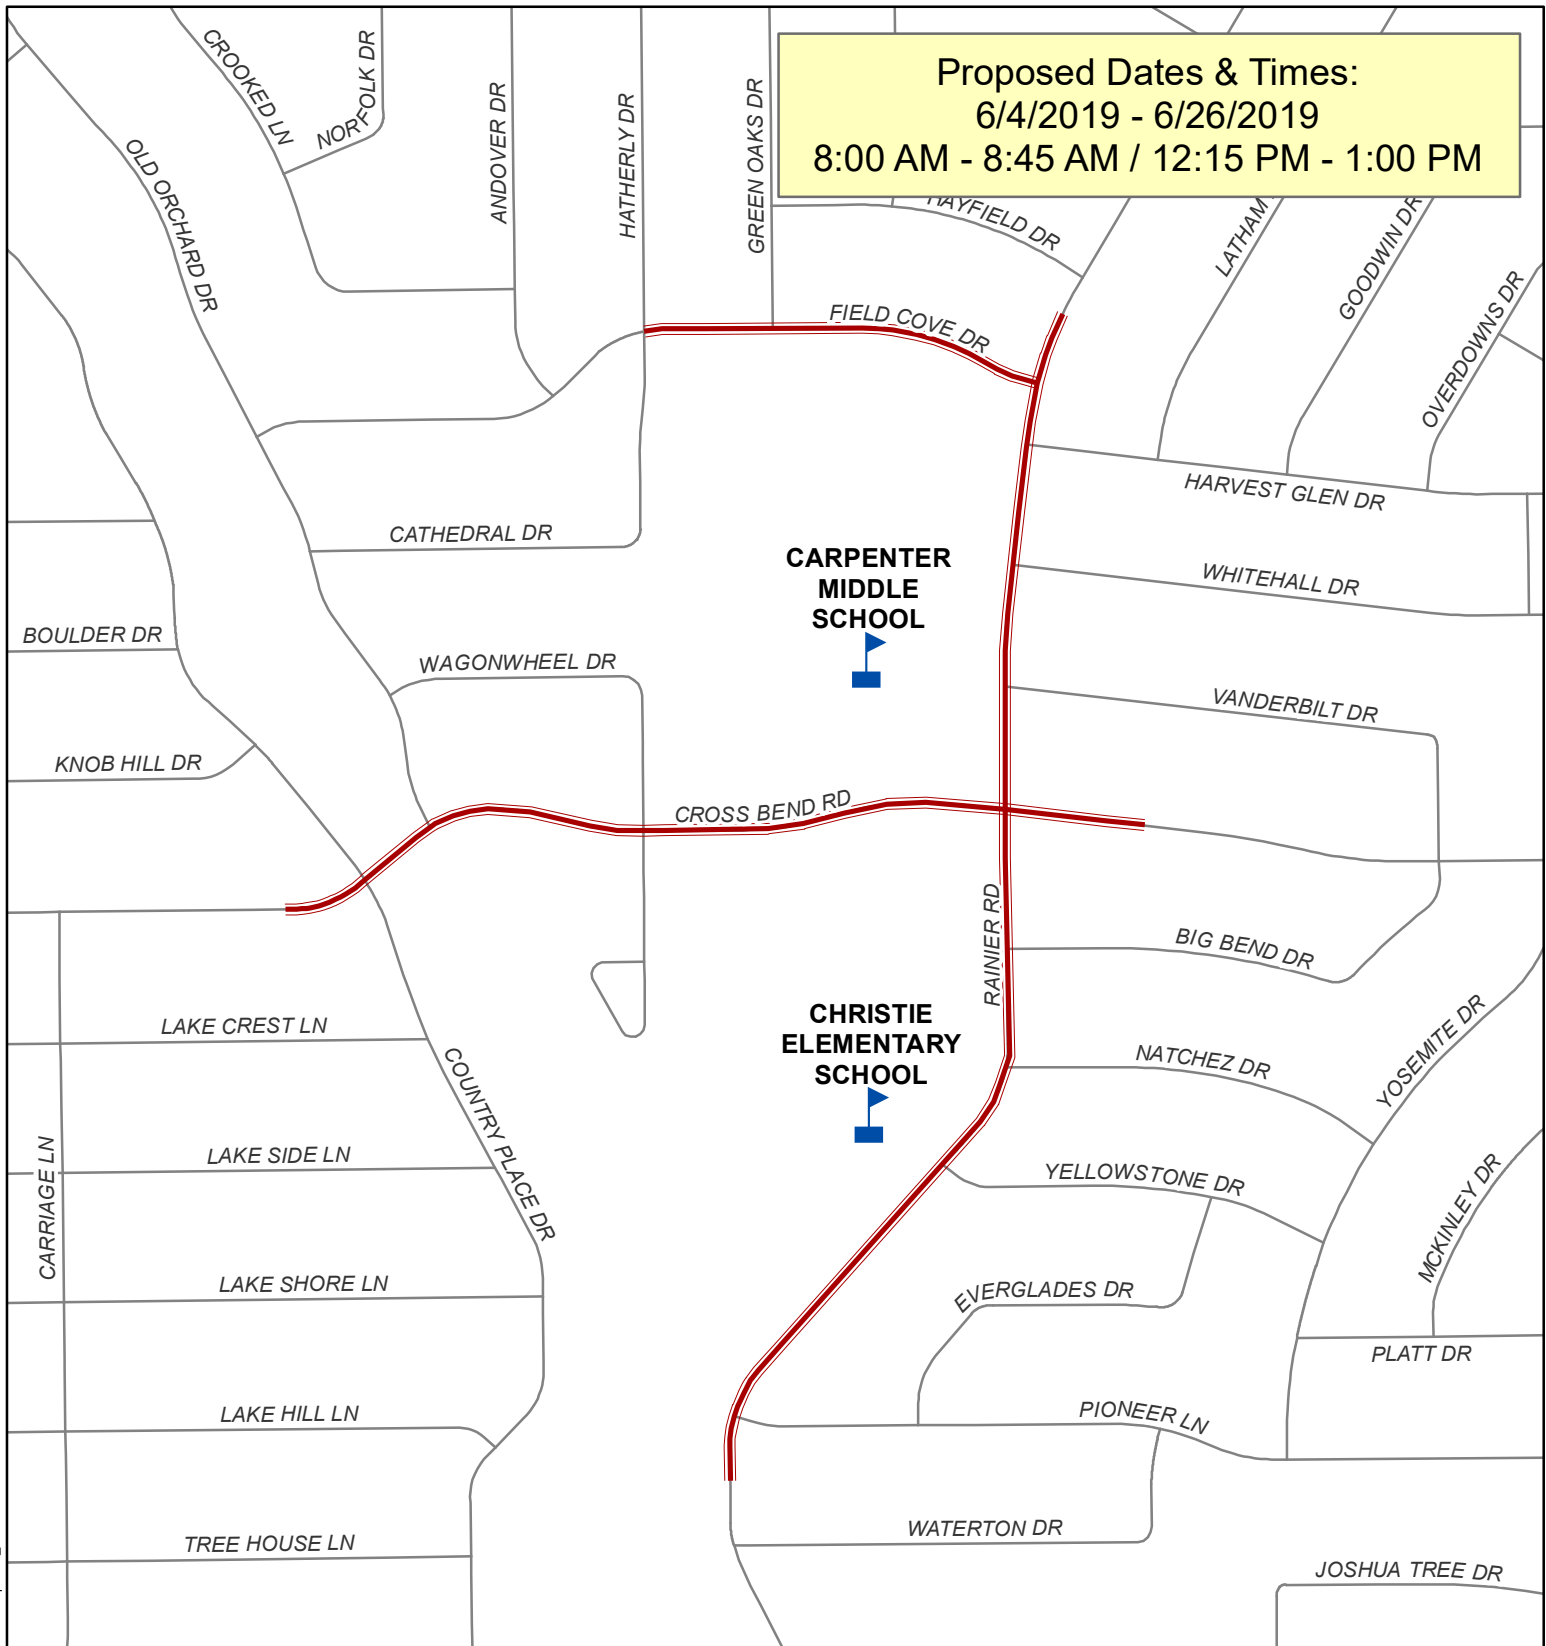 Proposed Dates & Times:
6/4/2019 - 6/26/2019
8:00 AM - 8:45 AM / 12:15 PM - 1:00 PM
CROOKED LN
NORFOLK DR
OLD ORCHARD DR
ANDOVER DR
HATHERLY DR
GREEN OAKS DR
HAYFIELD DR
LATHAM
GOODWIN DR
OVERDOWNS DR
FIELD COVE DR
HARVEST GLEN DR
CATHEDRAL DR
CARPENTER
MIDDLE
SCHOOL
WHITEHALL DR
BOULDER DR
WAGONWHEEL DR
VANDERBILT DR
KNOB HILL DR
CROSS BEND RD
RAINIER RD
BIG BEND DR
LAKE CREST LN
COUNTRY PLACE DR
CHRISTIE
ELEMENTARY
SCHOOL
NATCHEZ DR
YOSEMITE DR
CARRIAGE LN
LAKE SIDE LN
YELLOWSTONE DR
MCKINLEY DR
LAKE SHORE LN
EVERGLADES DR
PLATT DR
LAKE HILL LN
PIONEER LN
TREE HOUSE LN
WATERTON DR
JOSHUA TREE DR